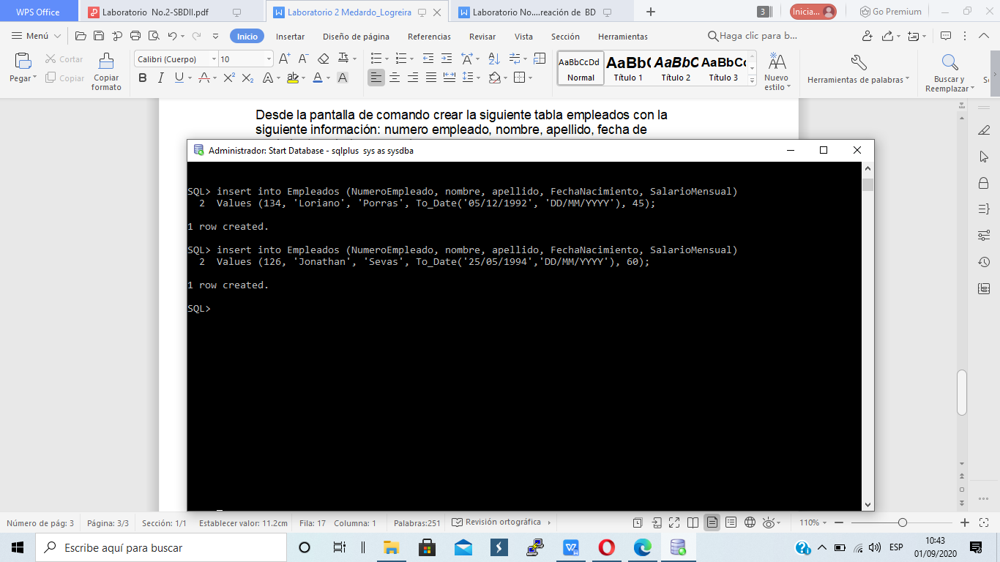 WPS Office
Laboratorio No.2-SBDII.pdf
Laboratorio 2 Medardo_Logreira
Laboratorio No....reación de BD
3
Inicia...
Go Premium
Menú
Inicio
Insertar
Diseño de página
Referencias
Revisar
Vista
Sección
Herramientas
Haga clic para b...
Pegar
Cortar
Copiar
Copiar formato
Calibri (Cuerpo)
10
AaBbCcDd
Normal
AaBb(
Título 1
AaBbC
Título 2
AaBbC
Título 3
Nuevo estilo
Herramientas de palabras
Buscar y Reemplazar
Desde la pantalla de comando crear la siguiente tabla empleados con la
siguiente información: numero empleado, nombre, apellido, fecha de
Administrador: Start Database - sqlplus sys as sysdba
SQL> insert into Empleados (NumeroEmpleado, nombre, apellido, FechaNacimiento, SalarioMensual)
2 Values (134, 'Loriano', 'Porras', To_Date('05/12/1992', 'DD/MM/YYYY'), 45);
1 row created.
SQL> insert into Empleados (NumeroEmpleado, nombre, apellido, FechaNacimiento, SalarioMensual)
2 Values (126, 'Jonathan', 'Sevas', To_Date('25/05/1994','DD/MM/YYYY'), 60);
1 row created.
SQL>
Número de pág: 3
Página: 3/3
Sección: 1/1
Establecer valor: 11.2cm
Fila: 17
Columna: 1
Palabras:251
Revisión ortográfica
110%
Escribe aquí para buscar
ESP
10:43
01/09/2020